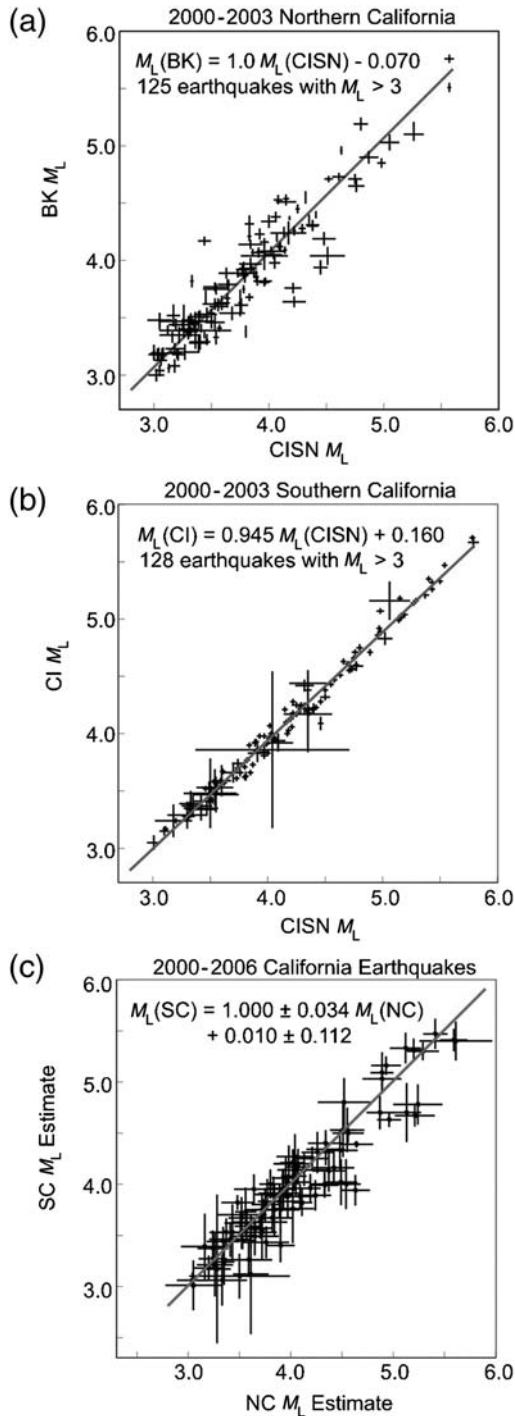 (a)
2000-2003 Northern California
M_L(BK) = 1.0 M_L(CISN) - 0.070
125 earthquakes with M_L > 3
6.0
5.0
4.0
3.0
BK M_L
3.0 4.0 5.0 6.0
CISN M_L
(b)
2000-2003 Southern California
M_L(CI) = 0.945 M_L(CISN) + 0.160
128 earthquakes with M_L > 3
6.0
5.0
4.0
3.0
CI M_L
3.0 4.0 5.0 6.0
CISN M_L
(c)
2000-2006 California Earthquakes
M_L(SC) = 1.000 ± 0.034 M_L(NC)
+ 0.010 ± 0.112
6.0
5.0
4.0
3.0
SC M_L Estimate
3.0 4.0 5.0 6.0
NC M_L Estimate